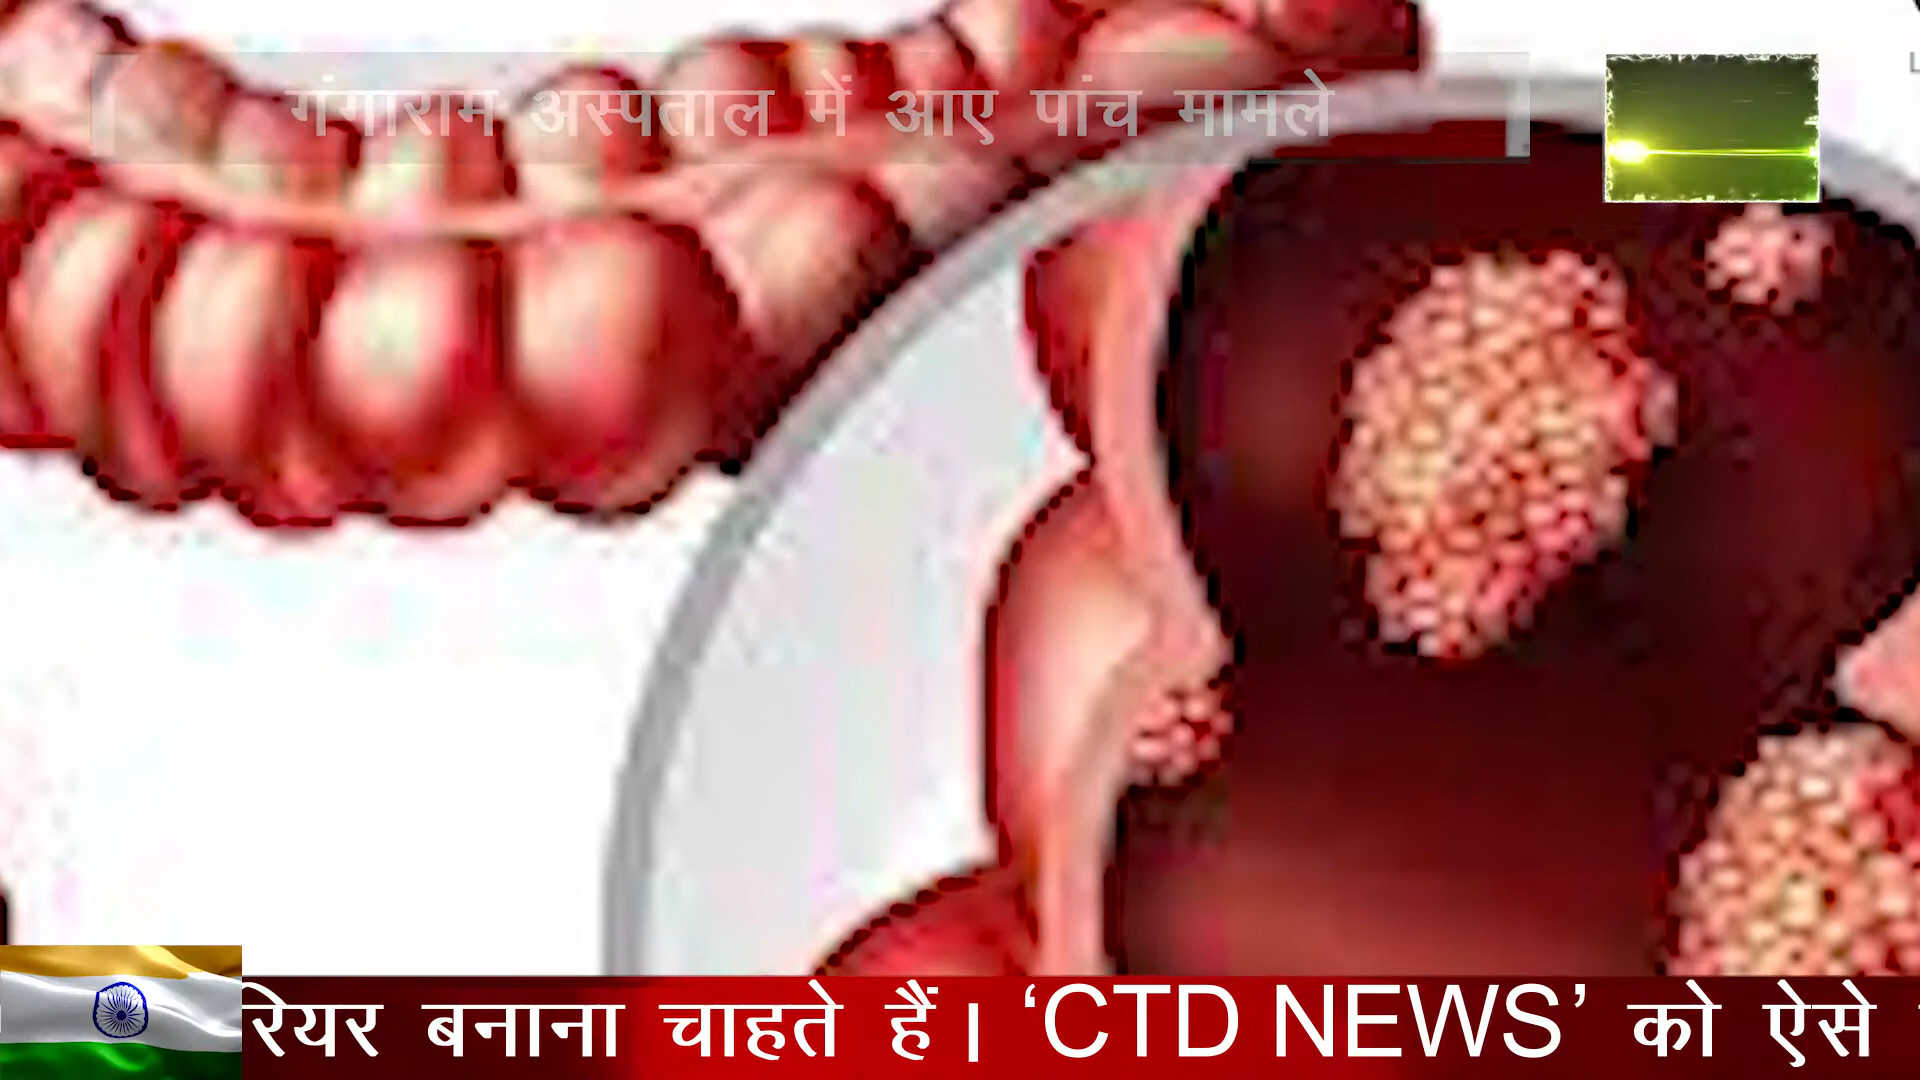 गंगाराम अस्पताल में आए पांच मामले
रियर बनाना चाहते हैं। ‘CTD NEWS’ को ऐसे